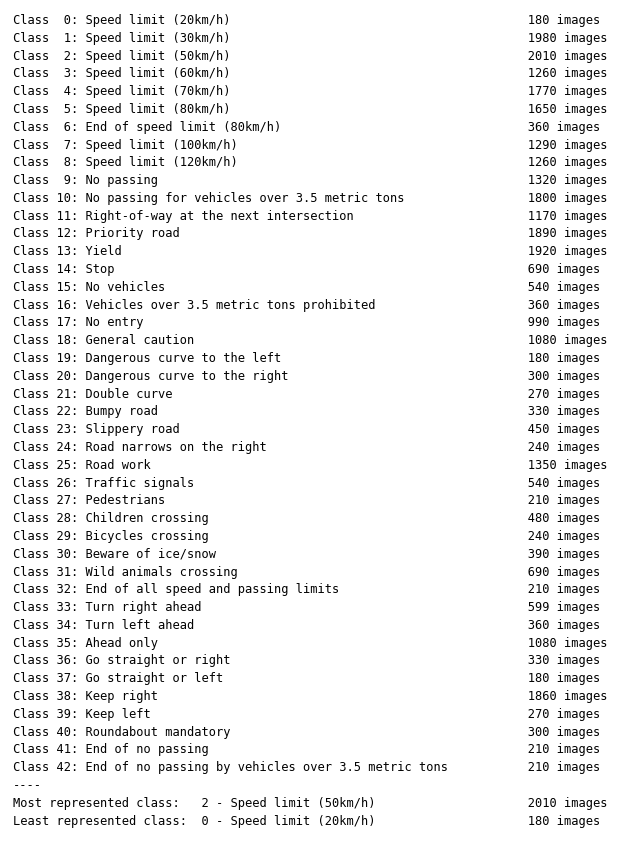 Class  0: Speed limit (20km/h)                                         180 images
Class  1: Speed limit (30km/h)                                         1980 images
Class  2: Speed limit (50km/h)                                         2010 images
Class  3: Speed limit (60km/h)                                         1260 images
Class  4: Speed limit (70km/h)                                         1770 images
Class  5: Speed limit (80km/h)                                         1650 images
Class  6: End of speed limit (80km/h)                                  360 images
Class  7: Speed limit (100km/h)                                        1290 images
Class  8: Speed limit (120km/h)                                        1260 images
Class  9: No passing                                                   1320 images
Class 10: No passing for vehicles over 3.5 metric tons                 1800 images
Class 11: Right-of-way at the next intersection                        1170 images
Class 12: Priority road                                                1890 images
Class 13: Yield                                                        1920 images
Class 14: Stop                                                         690 images
Class 15: No vehicles                                                  540 images
Class 16: Vehicles over 3.5 metric tons prohibited                     360 images
Class 17: No entry                                                     990 images
Class 18: General caution                                              1080 images
Class 19: Dangerous curve to the left                                  180 images
Class 20: Dangerous curve to the right                                 300 images
Class 21: Double curve                                                 270 images
Class 22: Bumpy road                                                   330 images
Class 23: Slippery road                                                450 images
Class 24: Road narrows on the right                                    240 images
Class 25: Road work                                                    1350 images
Class 26: Traffic signals                                              540 images
Class 27: Pedestrians                                                  210 images
Class 28: Children crossing                                            480 images
Class 29: Bicycles crossing                                            240 images
Class 30: Beware of ice/snow                                           390 images
Class 31: Wild animals crossing                                        690 images
Class 32: End of all speed and passing limits                          210 images
Class 33: Turn right ahead                                             599 images
Class 34: Turn left ahead                                              360 images
Class 35: Ahead only                                                   1080 images
Class 36: Go straight or right                                         330 images
Class 37: Go straight or left                                          180 images
Class 38: Keep right                                                   1860 images
Class 39: Keep left                                                    270 images
Class 40: Roundabout mandatory                                         300 images
Class 41: End of no passing                                            210 images
Class 42: End of no passing by vehicles over 3.5 metric tons           210 images
----
Most represented class:   2 - Speed limit (50km/h)                     2010 images
Least represented class:  0 - Speed limit (20km/h)                     180 images